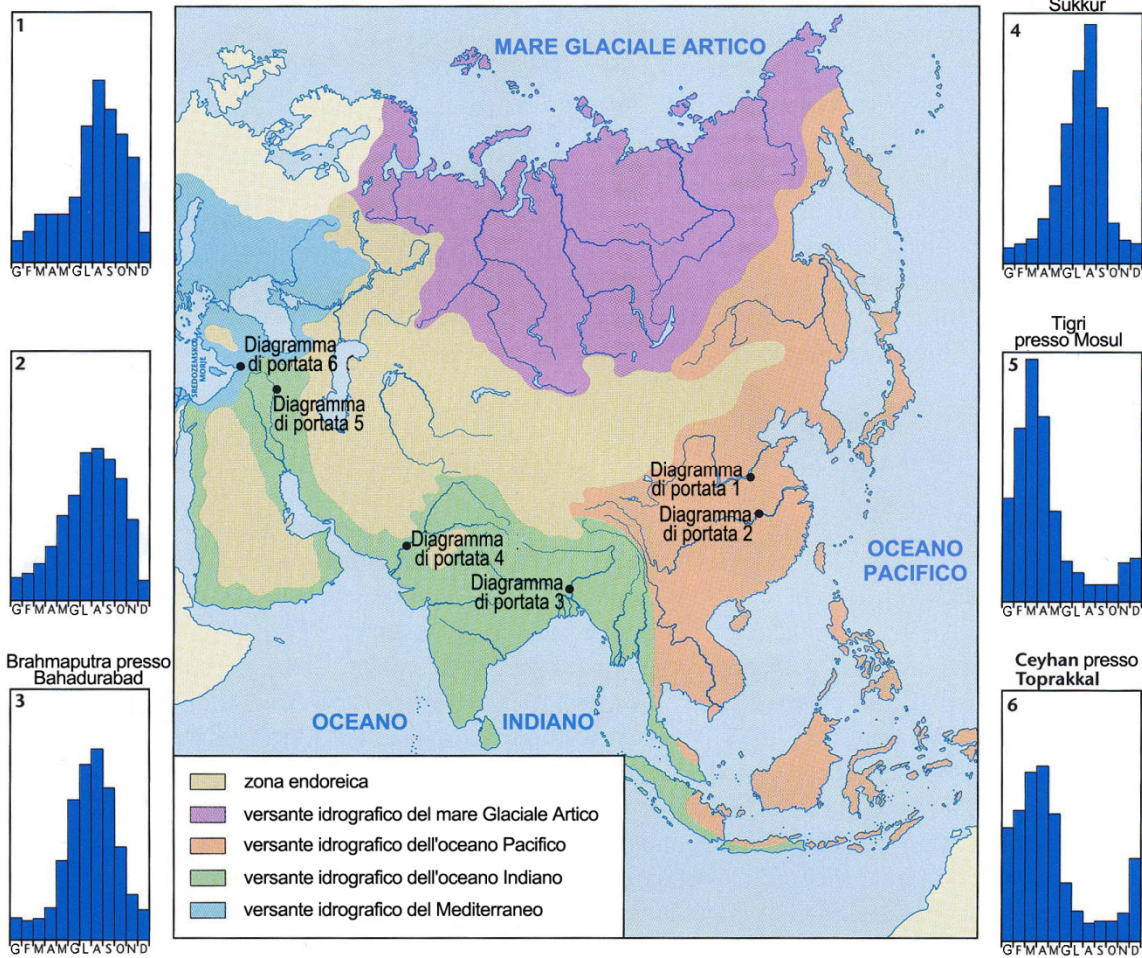 1
G F M A M G L A S O N D
2
G F M A M G L A S O N D
Brahmaputra presso
Bahadurabad
3
G F M A M G L A S O N D
MARE GLACIALE ARTICO
SREDOZEMSKO
MORJE
Diagramma
di portata 6
Diagramma
di portata 5
Diagramma
di portata 1
Diagramma
di portata 2
Diagramma
di portata 4
Diagramma
di portata 3
OCEANO
PACIFICO
OCEANO INDIANO
zona endoreica
versante idrografico del mare Glaciale Artico
versante idrografico dell'oceano Pacifico
versante idrografico dell'oceano Indiano
versante idrografico del Mediterraneo
Sukkur
4
G F M A M G L A S O N D
Tigri
presso Mosul
5
G F M A M G L A S O N D
Ceyhan presso
Toprakkal
6
G F M A M G L A S O N D